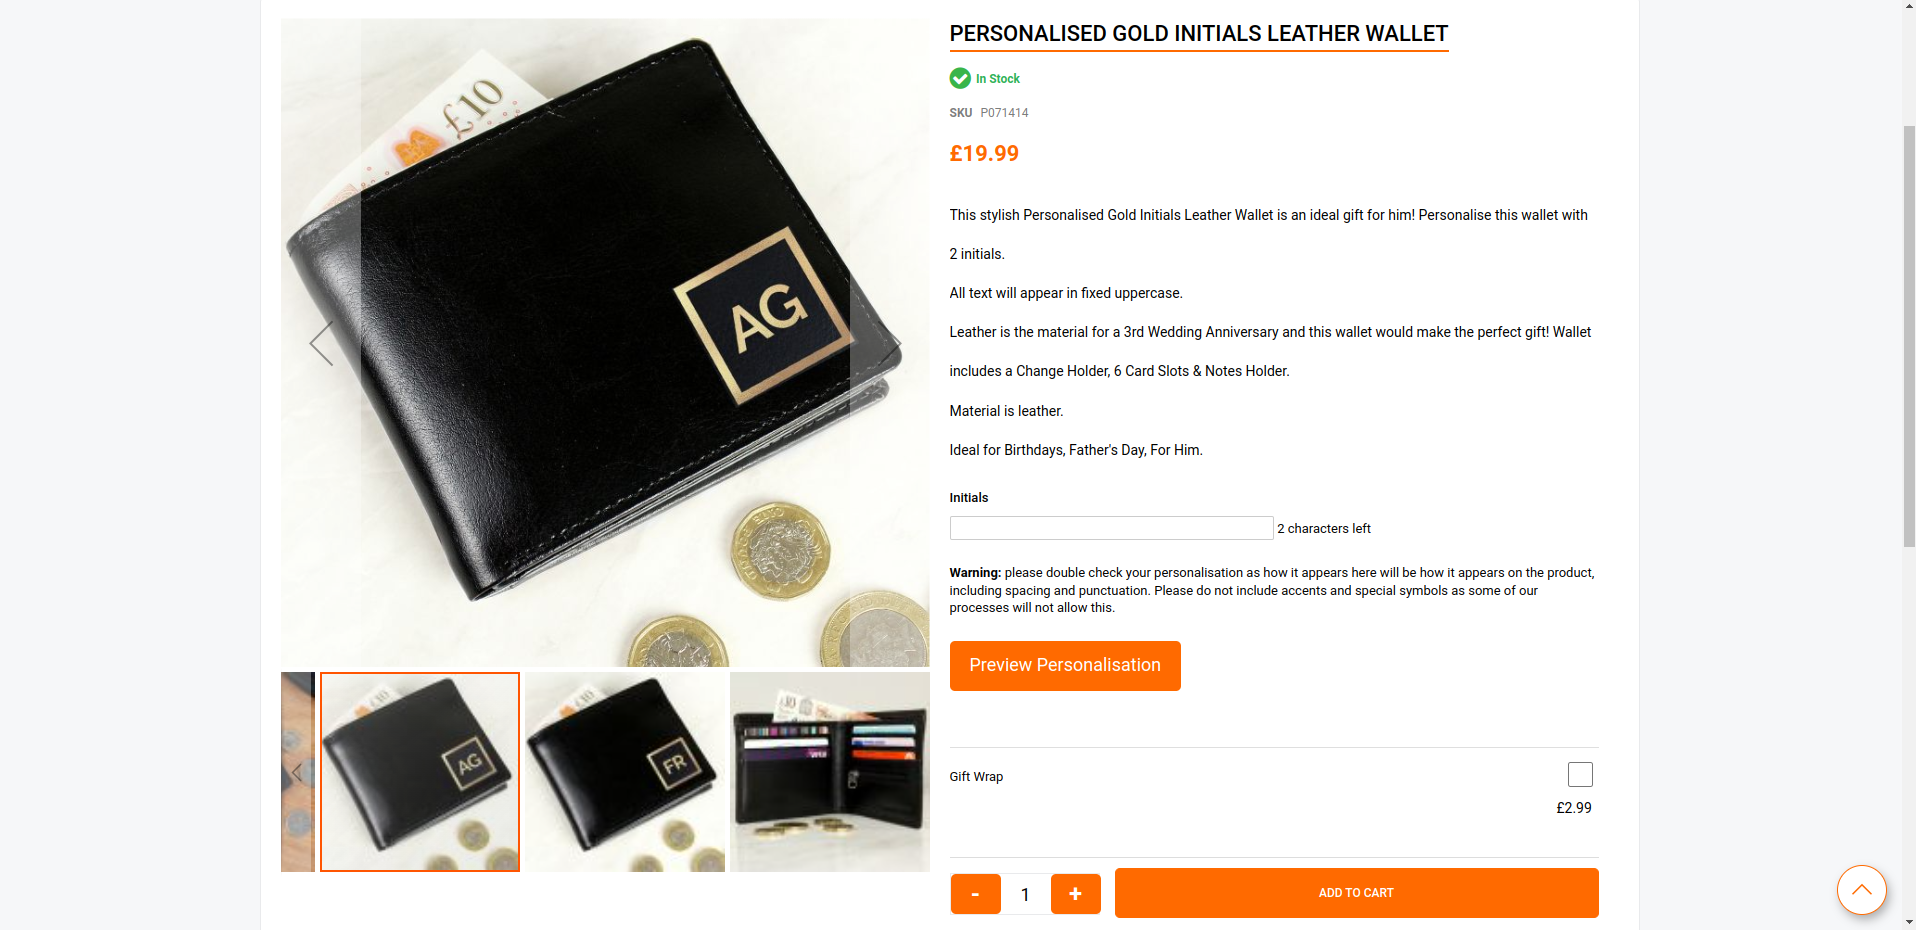 PERSONALISED GOLD INITIALS LEATHER WALLET
In Stock
SKU P071414
£19.99
This stylish Personalised Gold Initials Leather Wallet is an ideal gift for him! Personalise this wallet with
2 initials.
All text will appear in fixed uppercase.
Leather is the material for a 3rd Wedding Anniversary and this wallet would make the perfect gift! Wallet
includes a Change Holder, 6 Card Slots & Notes Holder.
Material is leather.
Ideal for Birthdays, Father's Day, For Him.
Initials
2 characters left
Warning: please double check your personalisation as how it appears here will be how it appears on the product,
including spacing and punctuation. Please do not include accents and special symbols as some of our
processes will not allow this.
Preview Personalisation
Gift Wrap
£2.99
- 1 + ADD TO CART
£10
AG
AG
FR
£10
VISA